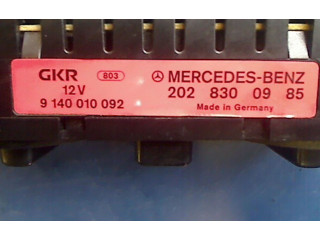 GKR 803 MERCEDES-BENZ
12V 202 830 09 85
9 140 010 092 Made in Germany